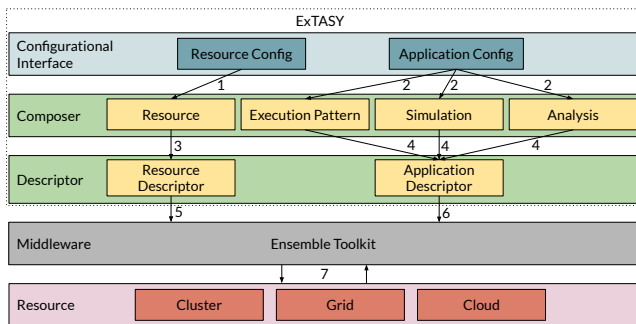 ExTASY
Configurational
Interface
Resource Config
Application Config
1
2
2
2
Composer
Resource
Execution Pattern
Simulation
Analysis
3
4
4
4
Descriptor
Resource
Descriptor
Application
Descriptor
5
6
Middleware
Ensemble Toolkit
7
Resource
Cluster
Grid
Cloud